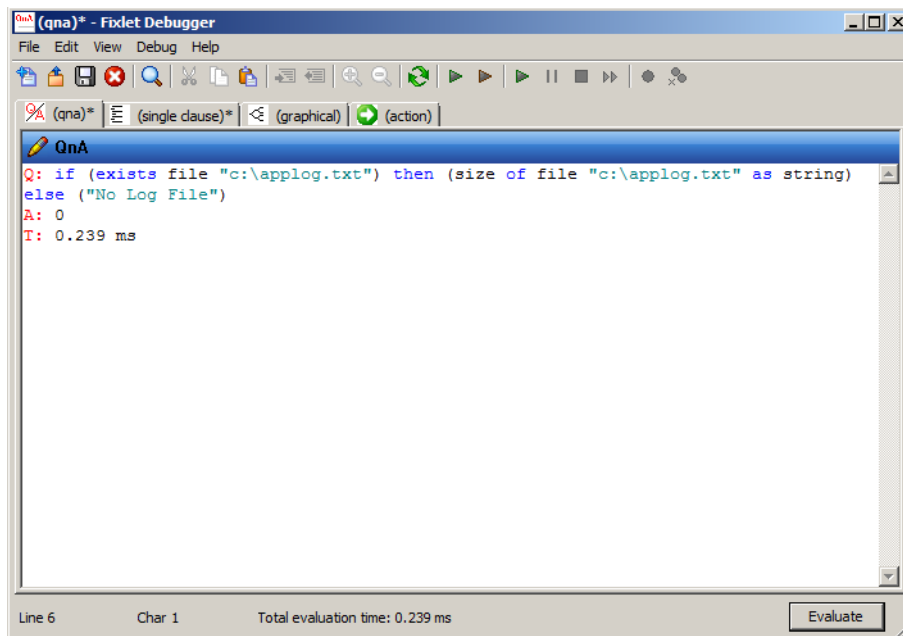 (qna)* - Fixlet Debugger
File Edit View Debug Help
(qna)* (single clause)* (graphical) (action)
QnA
Q: if (exists file "c:\applog.txt") then (size of file "c:\applog.txt" as string)
else ("No Log File")
A: 0
T: 0.239 ms
Line 6 Char 1 Total evaluation time: 0.239 ms Evaluate